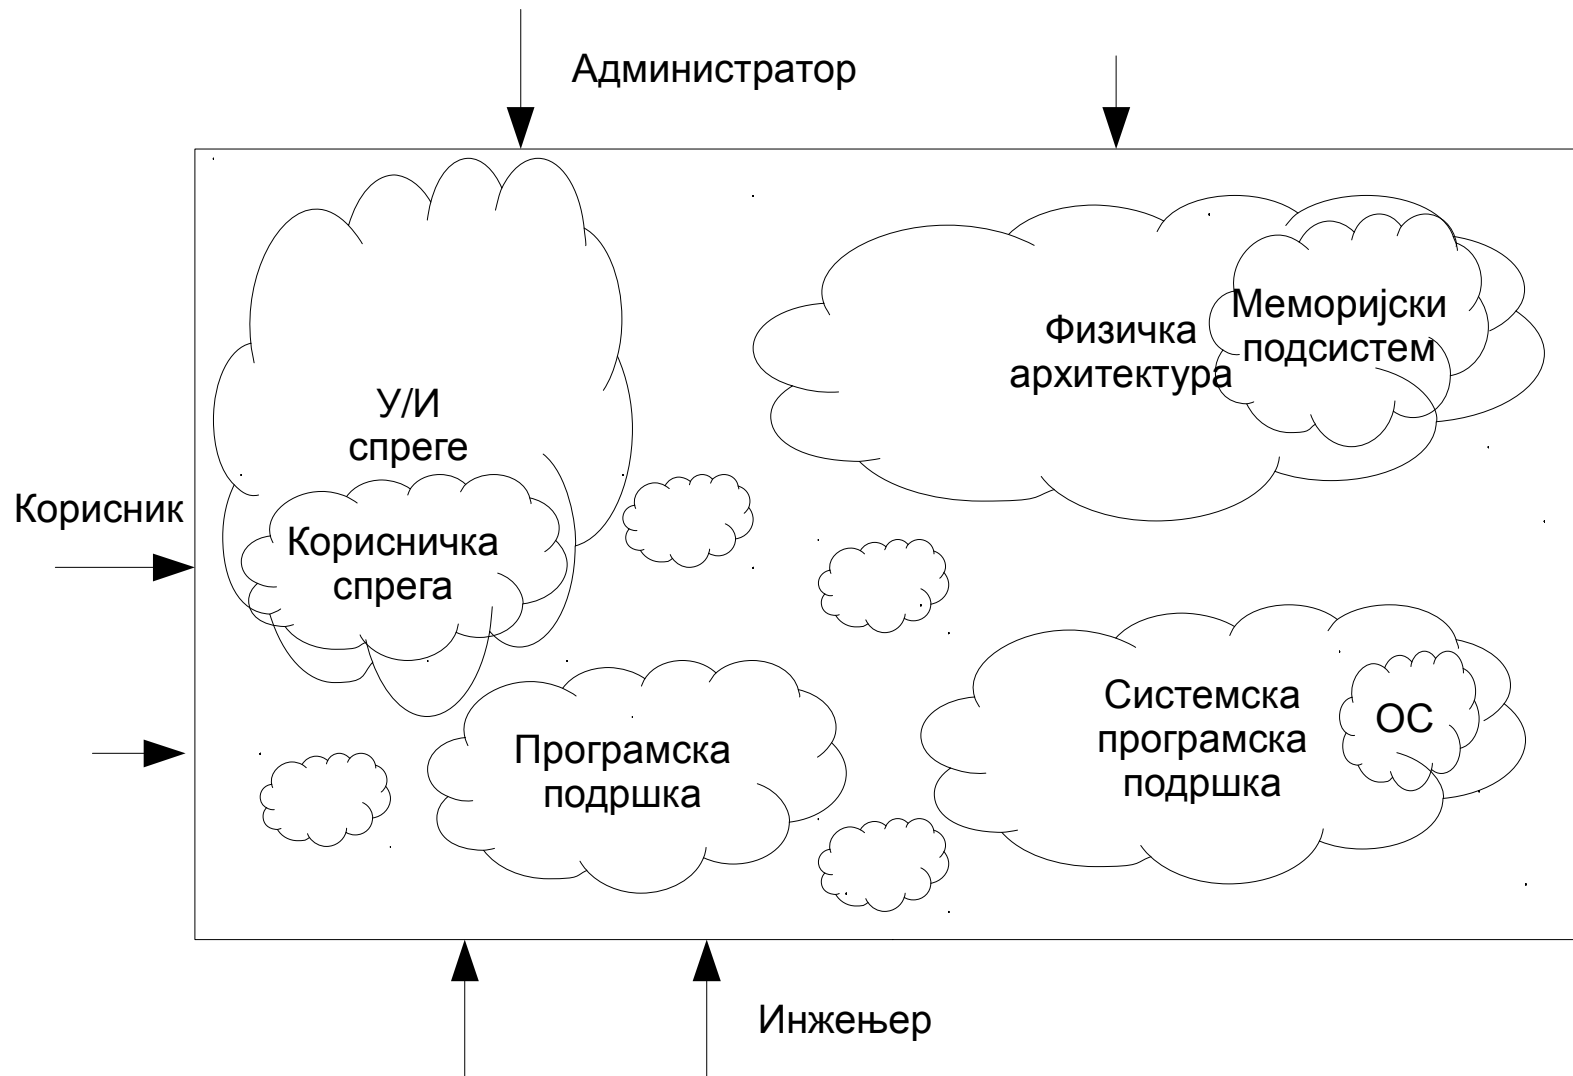 Администратор
Меморијски
подсистем
Физичка
архитектура
У/И
спреге
Корисник
Корисничка
спрега
Системска
програмска
подршка
ОС
Програмска
подршка
Инжењер